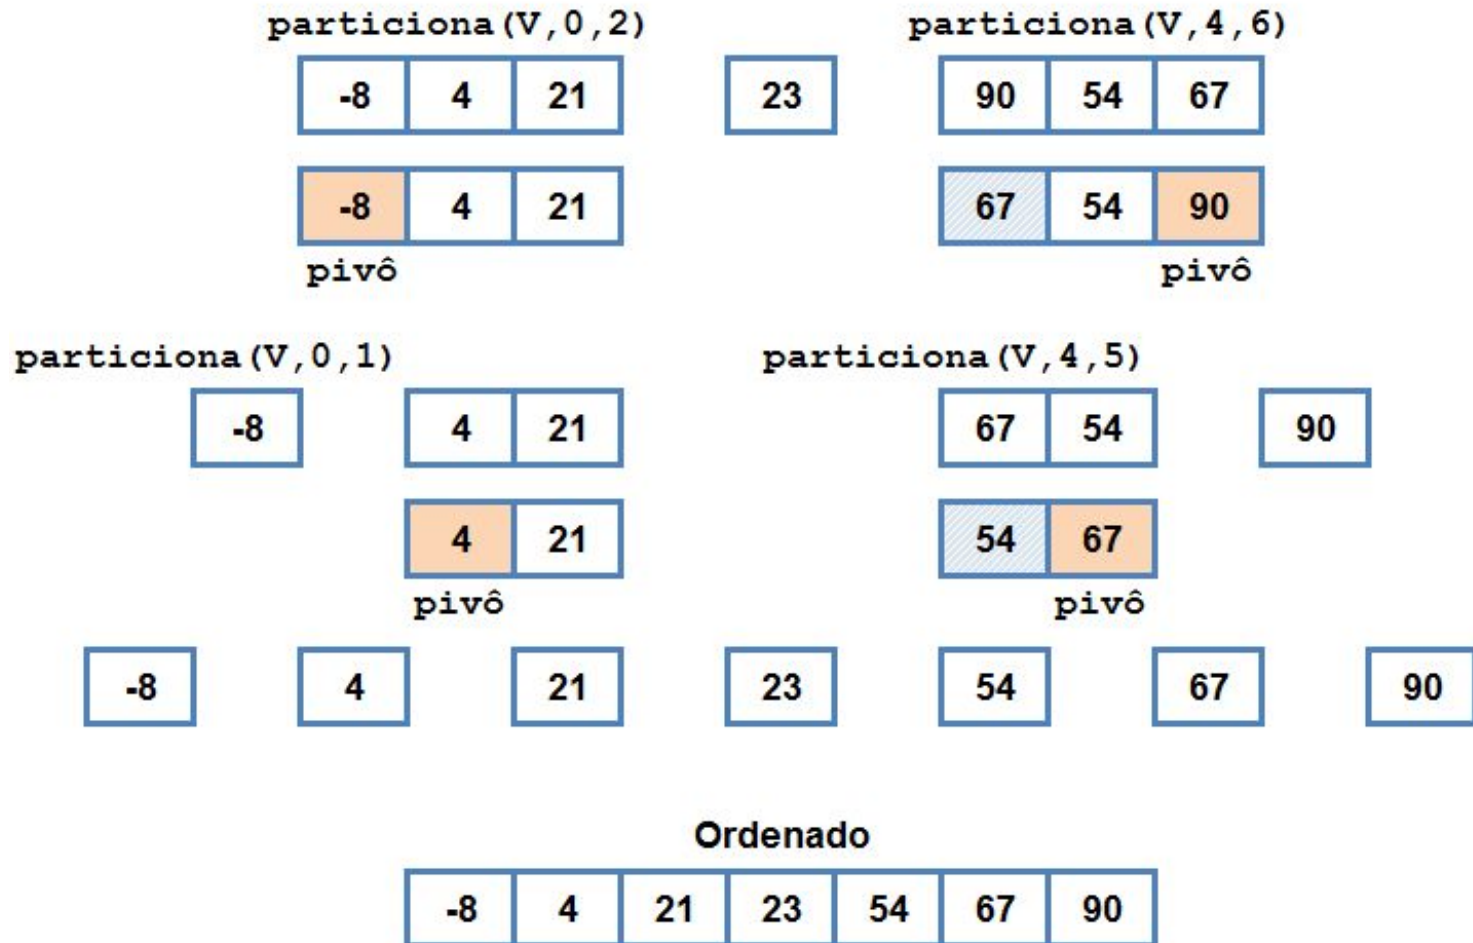 particiona(V,0,2) particiona(V,4,6)
-8 4 21 23 90 54 67
-8 4 21 67 54 90
pivô pivô
particiona(V,0,1) particiona(V,4,5)
-8 4 21 67 54 90
4 21 54 67
pivô pivô
-8 4 21 23 54 67 90
Ordenado
-8 4 21 23 54 67 90